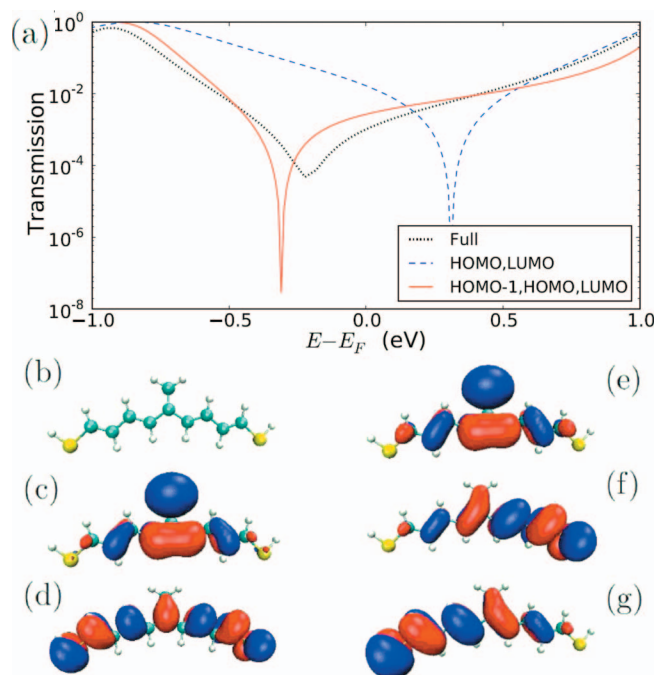 (a)
Transmission
10^0
10^-2
10^-4
10^-6
10^-8
-1.0 -0.5 0.0 0.5 1.0
E-E_F (eV)
Full
HOMO,LUMO
HOMO-1,HOMO,LUMO
(b)
(c)
(d)
(e)
(f)
(g)